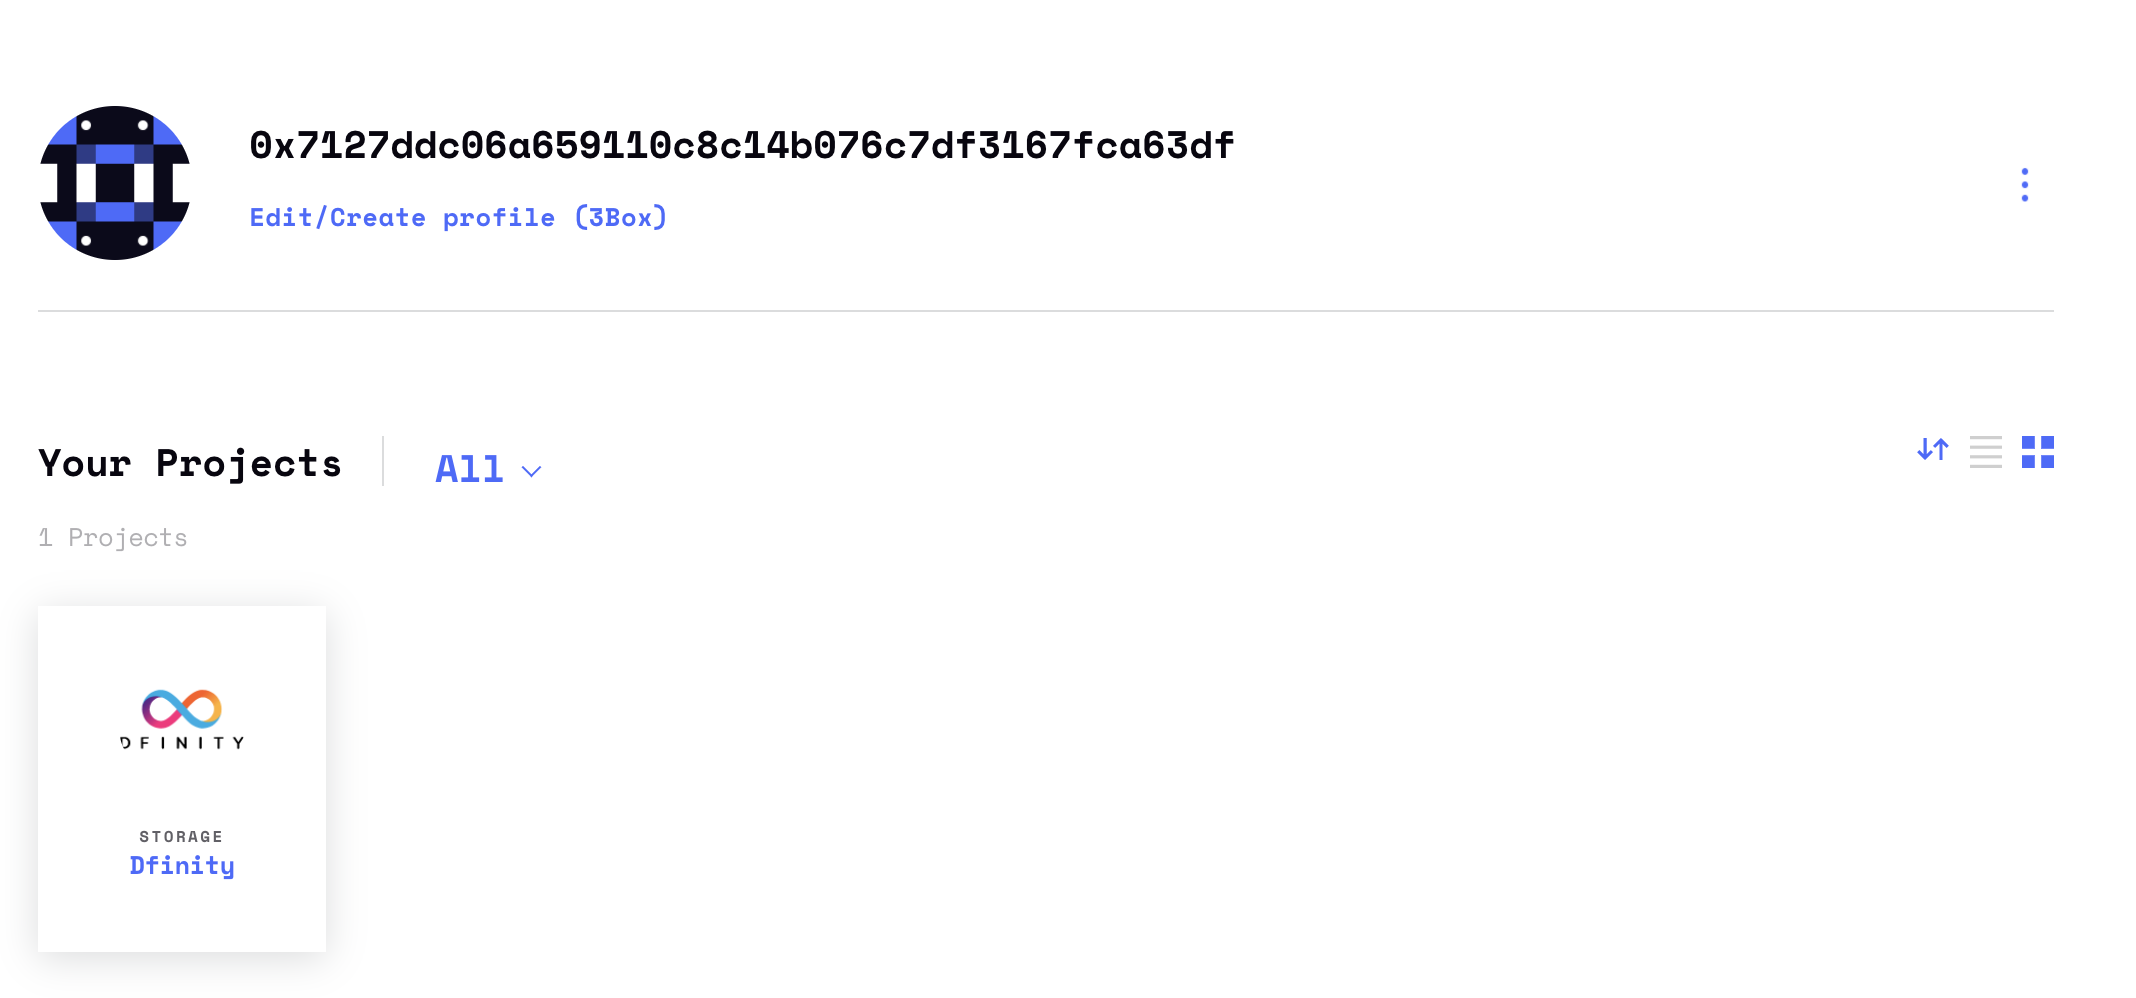 0x7127ddc06a659110c8c14b076c7df3167fca63df
Edit/Create profile (3Box)
Your Projects
All
1 Projects
DFINITY
STORAGE
Dfinity